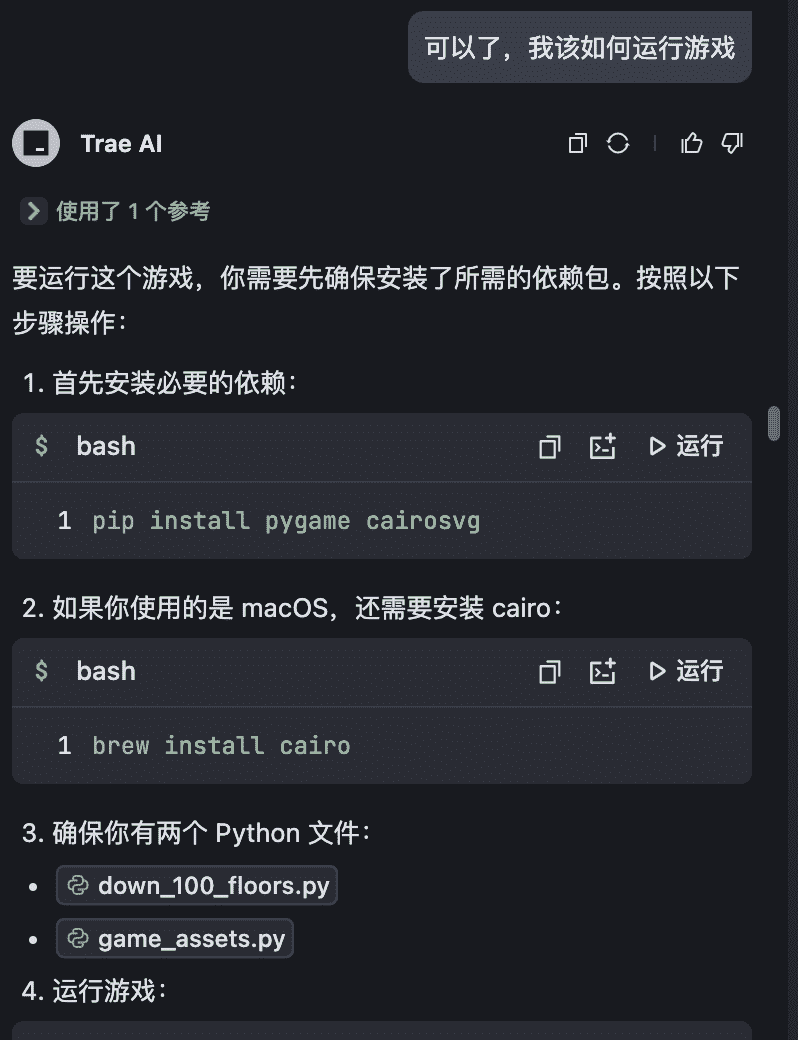 可以了，我该如何运行游戏
Trae AI
使用了 1 个参考
要运行这个游戏，你需要先确保安装了所需的依赖包。按照以下
步骤操作：
1. 首先安装必要的依赖：
$ bash 运行
1 pip install pygame cairosvg
2. 如果你使用的是 macOS，还需要安装 cairo：
$ bash 运行
1 brew install cairo
3. 确保你有两个 Python 文件：
• down_100_floors.py
• game_assets.py
4. 运行游戏：